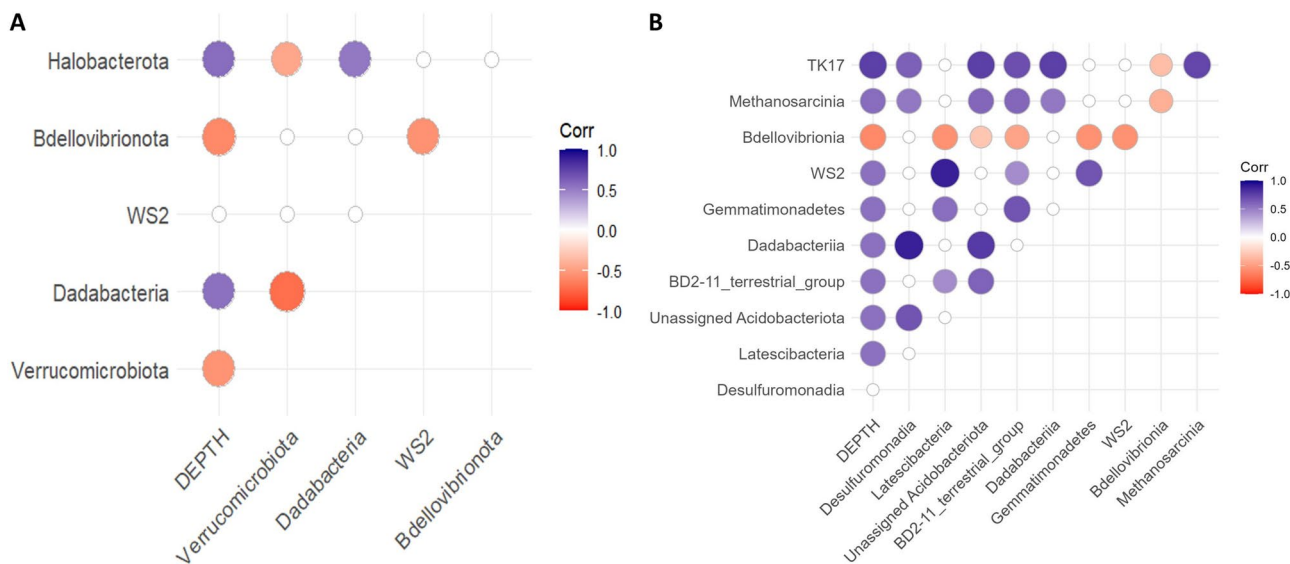 A
Halobacterota
Bdellovibrionota
WS2
Dadabacteria
Verrucomicrobiota
DEPTH
Verrucomicrobiota
Dadabacteria
WS2
Bdellovibrionota
Corr
1.0
0.5
0.0
-0.5
-1.0
B
TK17
Methanosarcinia
Bdellovibrionia
WS2
Gemmatimonadetes
Dadabacteriia
BD2-11_terrestrial_group
Unassigned Acidobacteriota
Latescibacteria
Desulfuromonadia
DEPTH
Desulfuromonadia
Latescibacteria
Unassigned Acidobacteriota
BD2-11_terrestrial_group
Dadabacteriia
Gemmatimonadetes
WS2
Bdellovibrionia
Methanosarcinia
Corr
1.0
0.5
0.0
-0.5
-1.0